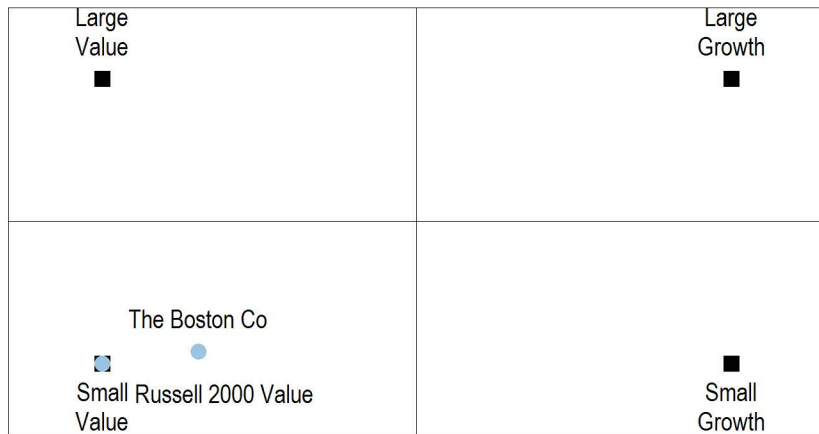 Large
Value
Large
Growth
The Boston Co
Small
Value
Russell 2000 Value
Small
Growth